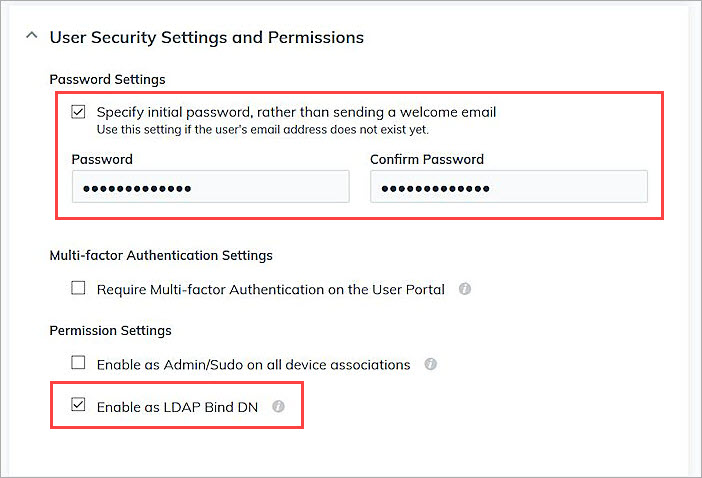 User Security Settings and Permissions
Password Settings
Specify initial password, rather than sending a welcome email
Use this setting if the user's email address does not exist yet.
Password Confirm Password
●●●●●●●●●●●●● ●●●●●●●●●●●●●
Multi-factor Authentication Settings
Require Multi-factor Authentication on the User Portal i
Permission Settings
Enable as Admin/Sudo on all device associations i
Enable as LDAP Bind DN i